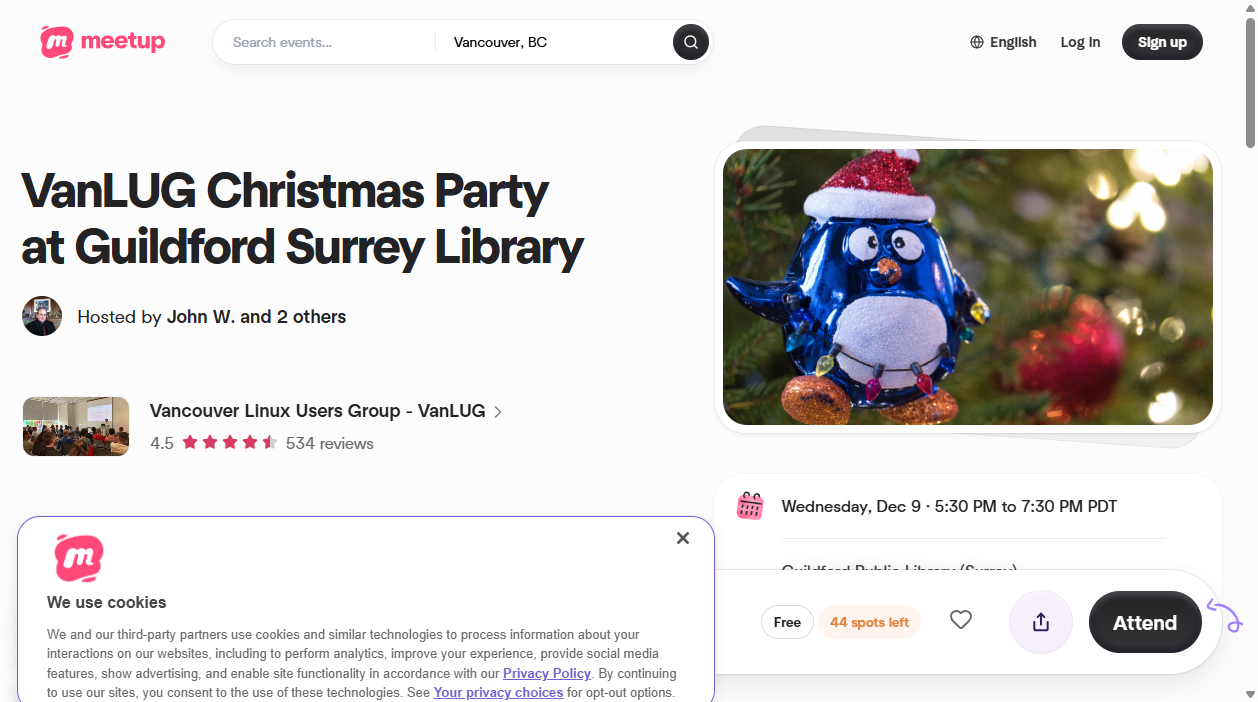 meetup
Search events...
Vancouver, BC
English
Log in
Sign up
VanLUG Christmas Party
at Guildford Surrey Library
Hosted by John W. and 2 others
Vancouver Linux Users Group - VanLUG
4.5
534 reviews
Wednesday, Dec 9 · 5:30 PM to 7:30 PM PDT
Guildford Public Library (Surrey)
Free
44 spots left
Attend
m
We use cookies
We and our third-party partners use cookies and similar technologies to process information about your
interactions on our websites, including to perform analytics, improve your experience, provide social media
features, show advertising, and enable site functionality in accordance with our Privacy Policy. By continuing
to use our sites, you consent to the use of these technologies. See Your privacy choices for opt-out options.